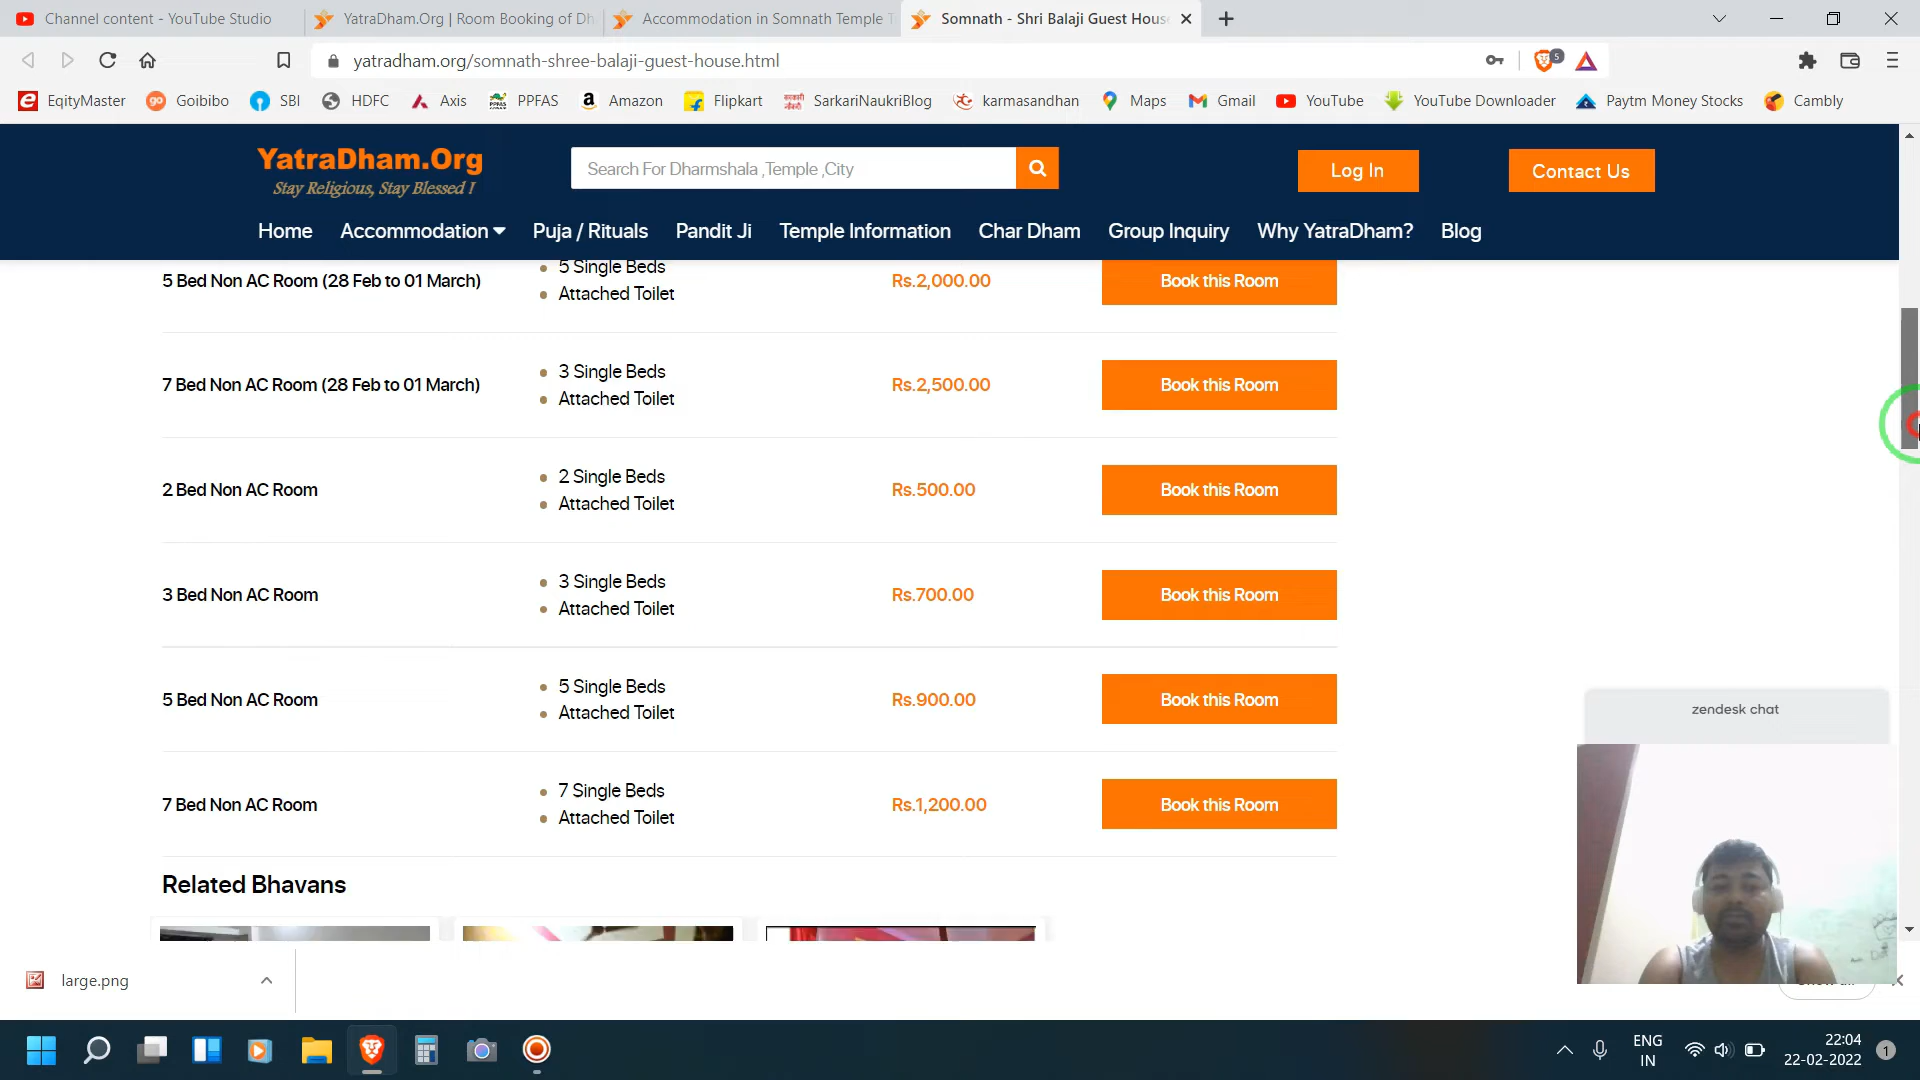 Channel content - YouTube Studio
YatraDham.Org | Room Booking of Dh
Accommodation in Somnath Temple T
Somnath - Shri Balaji Guest Hous
yatradham.org/somnath-shree-balaji-guest-house.html
5
EqityMaster
Goibibo
SBI
HDFC
Axis
PPFAS
Amazon
Flipkart
SarkariNaukriBlog
karmasandhan
Maps
Gmail
YouTube
YouTube Downloader
Paytm Money Stocks
Cambly
YatraDham.Org
Stay Religious, Stay Blessed !
Search For Dharmshala ,Temple ,City
Log In
Contact Us
Home
Accommodation
Puja / Rituals
Pandit Ji
Temple Information
Char Dham
Group Inquiry
Why YatraDham?
Blog
5 Bed Non AC Room (28 Feb to 01 March)
5 Single Beds
Attached Toilet
Rs.2,000.00
Book this Room
7 Bed Non AC Room (28 Feb to 01 March)
3 Single Beds
Attached Toilet
Rs.2,500.00
Book this Room
2 Bed Non AC Room
2 Single Beds
Attached Toilet
Rs.500.00
Book this Room
3 Bed Non AC Room
3 Single Beds
Attached Toilet
Rs.700.00
Book this Room
5 Bed Non AC Room
5 Single Beds
Attached Toilet
Rs.900.00
Book this Room
7 Bed Non AC Room
7 Single Beds
Attached Toilet
Rs.1,200.00
Book this Room
Related Bhavans
zendesk chat
large.png
ENG
IN
22:04
22-02-2022
1